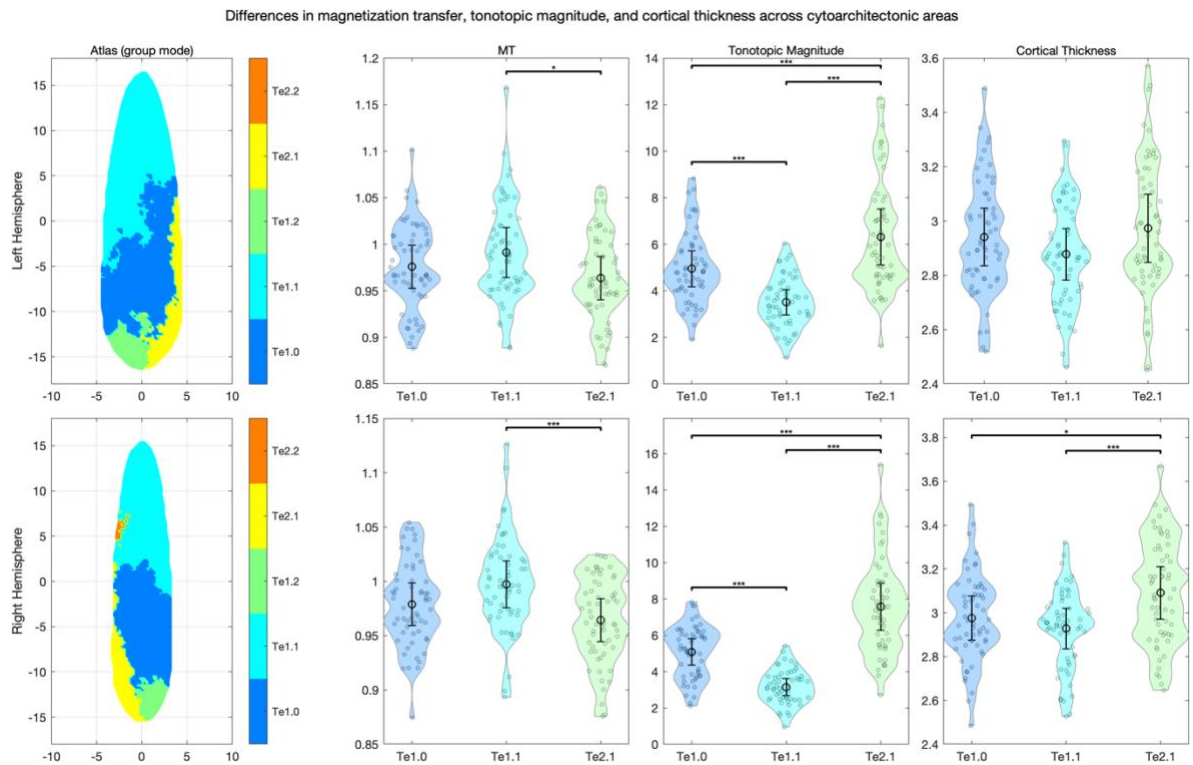 Differences in magnetization transfer, tonotopic magnitude, and cortical thickness across cytoarchitectonic areas
Atlas (group mode)
MT
Tonotopic Magnitude
Cortical Thickness
Left Hemisphere
15
10
5
0
-5
-10
-15
-10
-5
0
5
10
Te2.2
Te2.1
Te1.2
Te1.1
Te1.0
1.2
1.15
1.1
1.05
1
0.95
0.9
0.85
*
Te1.0
Te1.1
Te2.1
14
12
10
8
6
4
2
0
***
***
***
Te1.0
Te1.1
Te2.1
3.6
3.4
3.2
3
2.8
2.6
2.4
Te1.0
Te1.1
Te2.1
Right Hemisphere
15
10
5
0
-5
-10
-15
-10
-5
0
5
10
Te2.2
Te2.1
Te1.2
Te1.1
Te1.0
1.15
1.1
1.05
1
0.95
0.9
0.85
***
Te1.0
Te1.1
Te2.1
16
14
12
10
8
6
4
2
0
***
***
***
Te1.0
Te1.1
Te2.1
3.8
3.6
3.4
3.2
3
2.8
2.6
2.4
*
***
Te1.0
Te1.1
Te2.1